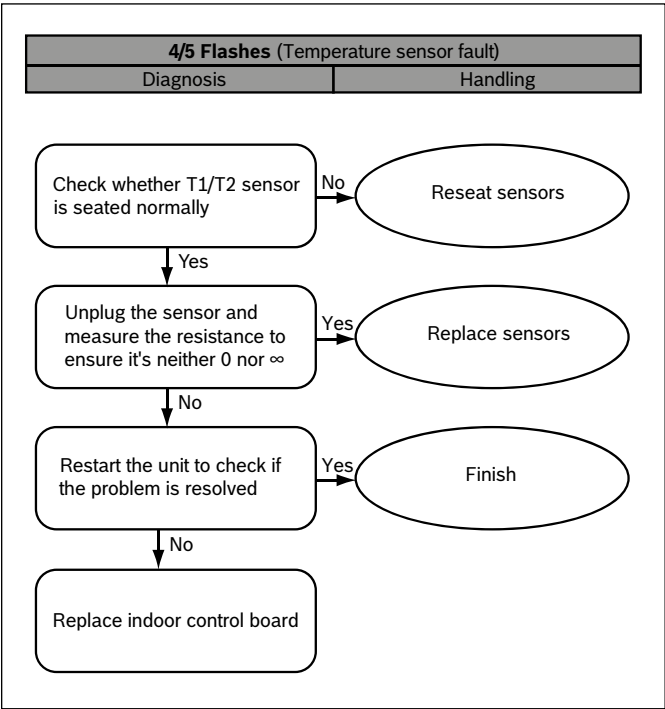 4/5 Flashes (Temperature sensor fault)
Diagnosis
Handling
Check whether T1/T2 sensor
is seated normally
No
Reseat sensors
Yes
Unplug the sensor and
measure the resistance to
ensure it's neither 0 nor ∞
Yes
Replace sensors
No
Restart the unit to check if
the problem is resolved
Yes
Finish
No
Replace indoor control board